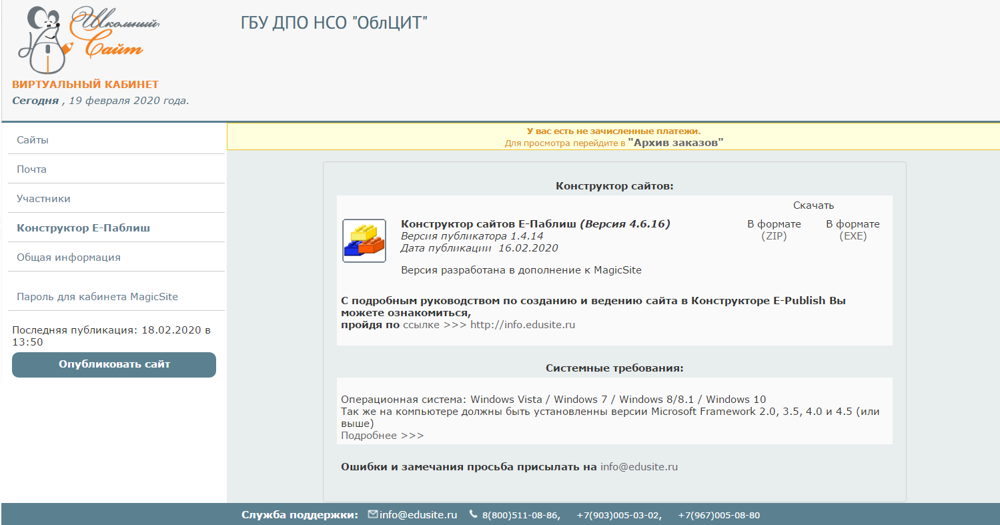 Школьный
Сайт
ГБУ ДПО НСО "ОблЦИТ"
ВИРТУАЛЬНЫЙ КАБИНЕТ
Сегодня , 19 февраля 2020 года.
Сайты
Почта
Участники
Конструктор Е-Паблиш
Общая информация
Пароль для кабинета MagicSite
Последняя публикация: 18.02.2020 в
13:50
Опубликовать сайт
У вас есть не зачисленные платежи.
Для просмотра перейдите в "Архив заказов"
Конструктор сайтов:
Скачать
Конструктор сайтов Е-Паблиш (Версия 4.6.16)
Версия публикатора 1.4.14
Дата публикации 16.02.2020
В формате
(ZIP)
В формате
(EXE)
Версия разработана в дополнение к MagicSite
С подробным руководством по созданию и ведению сайта в Конструкторе E-Publish Вы
можете ознакомиться,
пройдя по ссылке >>> http://info.edusite.ru
Системные требования:
Операционная система: Windows Vista / Windows 7 / Windows 8/8.1 / Windows 10
Так же на компьютере должны быть установленны версии Microsoft Framework 2.0, 3.5, 4.0 и 4.5 (или
выше)
Подробнее >>>
Ошибки и замечания просьба присылать на info@edusite.ru
Служба поддержки: info@edusite.ru 8(800)511-08-86, +7(903)005-03-02, +7(967)005-08-80